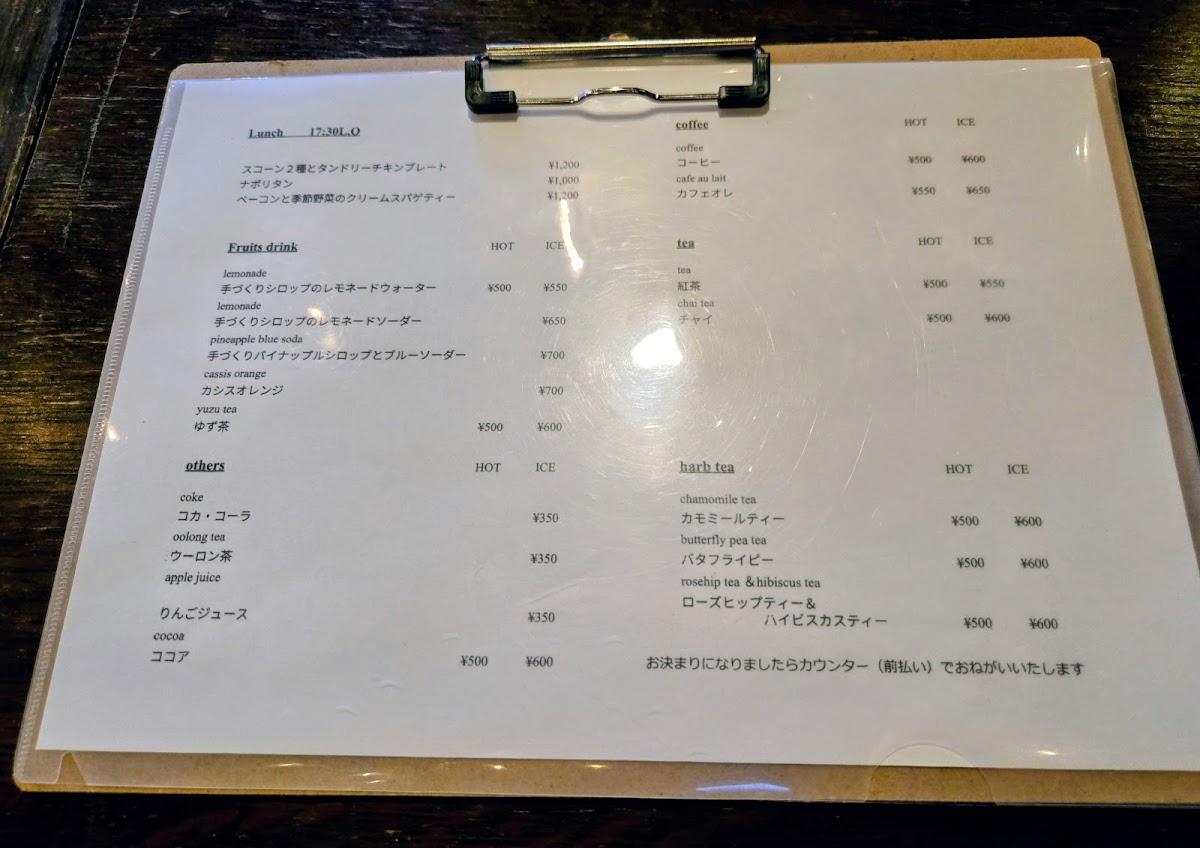 Lunch 17:30L.O
スコーン２種とタンドリーチキンプレート ¥1,200
ナポリタン ¥1,000
ベーコンと季節野菜のクリームスパゲティー ¥1,200
Fruits drink HOT ICE
lemonade
手づくりシロップのレモネードウォーター ¥500 ¥550
lemonade
手づくりシロップのレモネードソーダー ¥650
pineapple blue soda
手づくりパイナップルシロップとブルーソーダー ¥700
cassis orange
カシスオレンジ ¥700
yuzu tea
ゆず茶 ¥500 ¥600
others HOT ICE
coke
コカ・コーラ ¥350
oolong tea
ウーロン茶 ¥350
apple juice
りんごジュース ¥350
cocoa
ココア ¥500 ¥600
coffee HOT ICE
coffee
コーヒー ¥500 ¥600
cafe au lait
カフェオレ ¥550 ¥650
tea HOT ICE
tea
紅茶 ¥500 ¥550
chai tea
チャイ ¥500 ¥600
harb tea HOT ICE
chamomile tea
カモミールティー ¥500 ¥600
butterfly pea tea
バタフライピー ¥500 ¥600
rosehip tea ＆hibiscus tea
ローズヒップティー＆
ハイビスカスティー ¥500 ¥600
お決まりになりましたらカウンター（前払い）でおねがいいたします